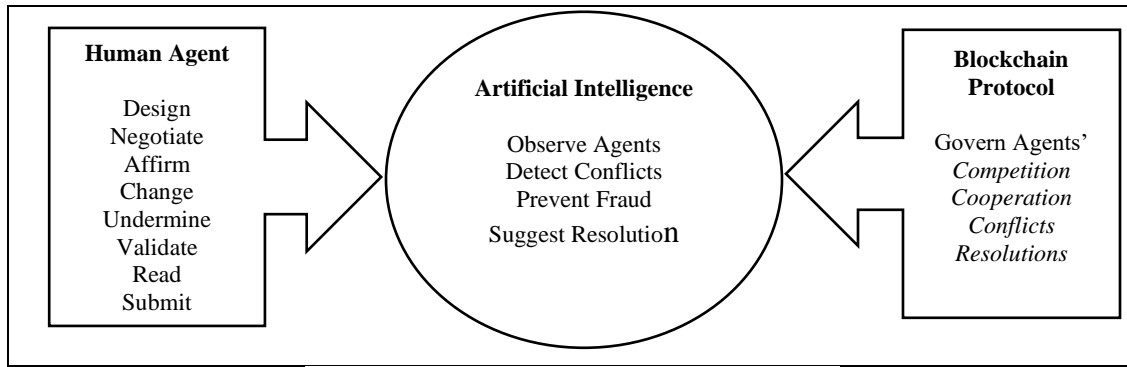 Human Agent
Design
Negotiate
Affirm
Change
Undermine
Validate
Read
Submit
Artificial Intelligence
Observe Agents
Detect Conflicts
Prevent Fraud
Suggest Resolution
Blockchain
Protocol
Govern Agents’
Competition
Cooperation
Conflicts
Resolutions